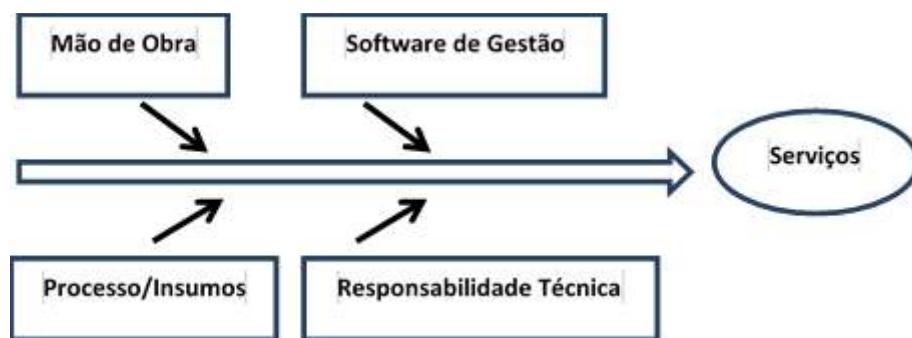 Mão de Obra
Software de Gestão
Serviços
Processo/Insumos
Responsabilidade Técnica